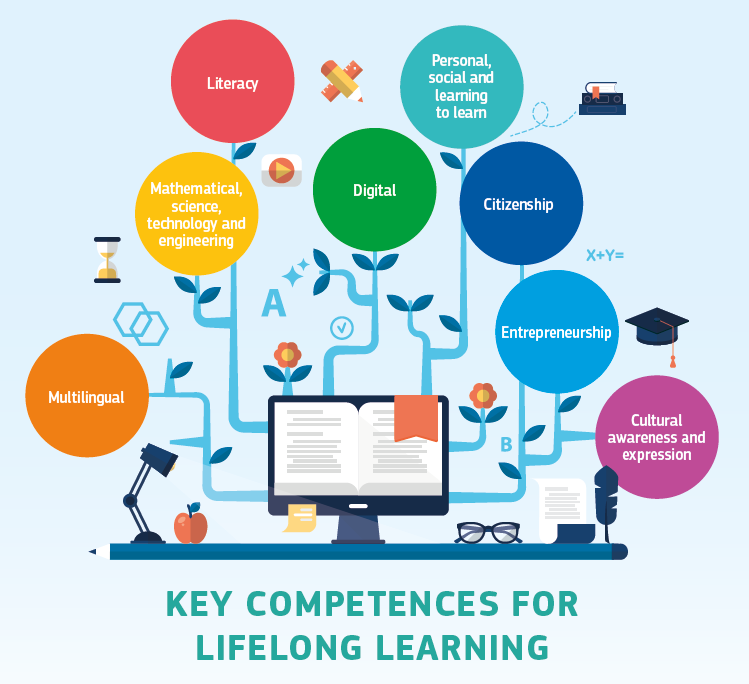 Literacy
Personal,
social and
learning
to learn
Mathematical,
science,
technology and
engineering
Digital
Citizenship
X+Y=
A
Entrepreneurship
Multilingual
Cultural
awareness and
expression
B
KEY COMPETENCES FOR
LIFELONG LEARNING